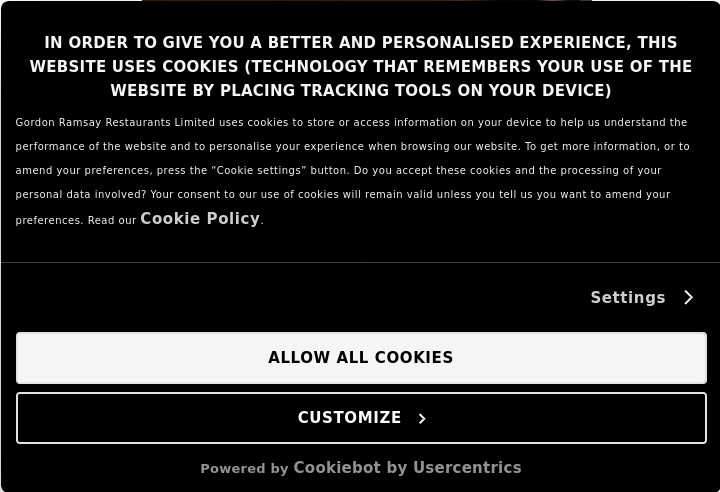 IN ORDER TO GIVE YOU A BETTER AND PERSONALISED EXPERIENCE, THIS
WEBSITE USES COOKIES (TECHNOLOGY THAT REMEMBERS YOUR USE OF THE
WEBSITE BY PLACING TRACKING TOOLS ON YOUR DEVICE)
Gordon Ramsay Restaurants Limited uses cookies to store or access information on your device to help us understand the
performance of the website and to personalise your experience when browsing our website. To get more information, or to
amend your preferences, press the “Cookie settings” button. Do you accept these cookies and the processing of your
personal data involved? Your consent to our use of cookies will remain valid unless you tell us you want to amend your
preferences. Read our Cookie Policy.
Settings
ALLOW ALL COOKIES
CUSTOMIZE
Powered by Cookiebot by Usercentrics